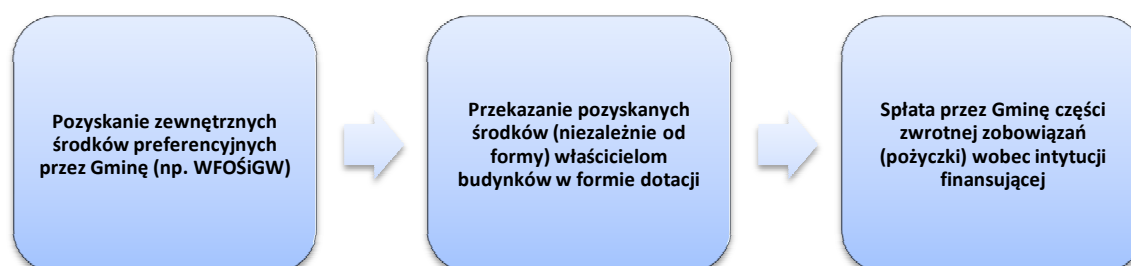 Pozyskanie zewnętrznych
środków preferencyjnych
przez Gminę (np. WFOŚiGW)
Przekazanie pozyskanych
środków (niezależnie od
formy) właścicielom
budynków w formie dotacji
Spłata przez Gminę części
zwrotnej zobowiązań
(pożyczki) wobec intytucji
finansującej